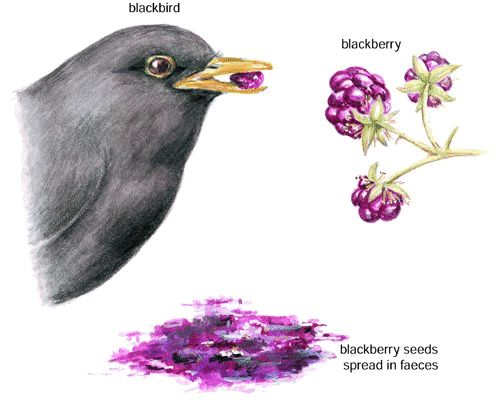 blackbird
blackberry
blackberry seeds
spread in faeces